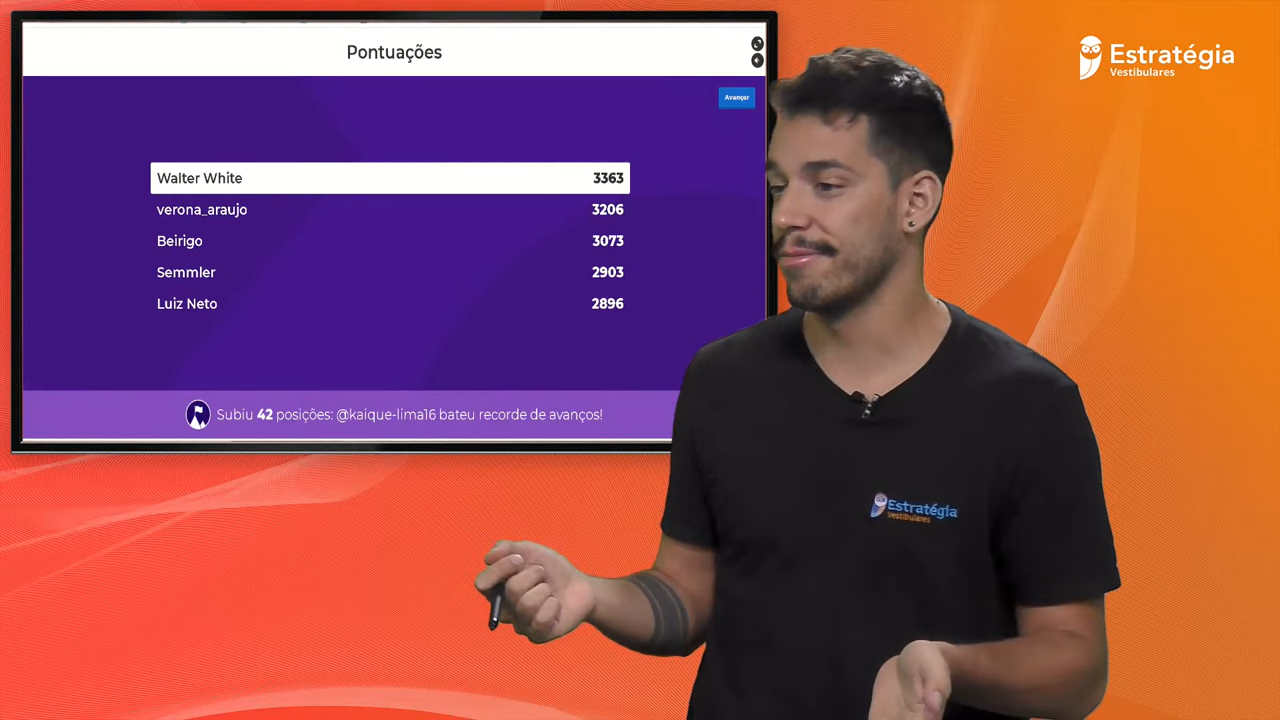 Pontuações
Avançar
Walter White 3363
verona_araujo 3206
Beirigo 3073
Semmler 2903
Luiz Neto 2896
Subiu 42 posições: @kaique-lima16 bateu recorde de avanços!
Estratégia
Vestibulares
Estratégia
Vestibulares